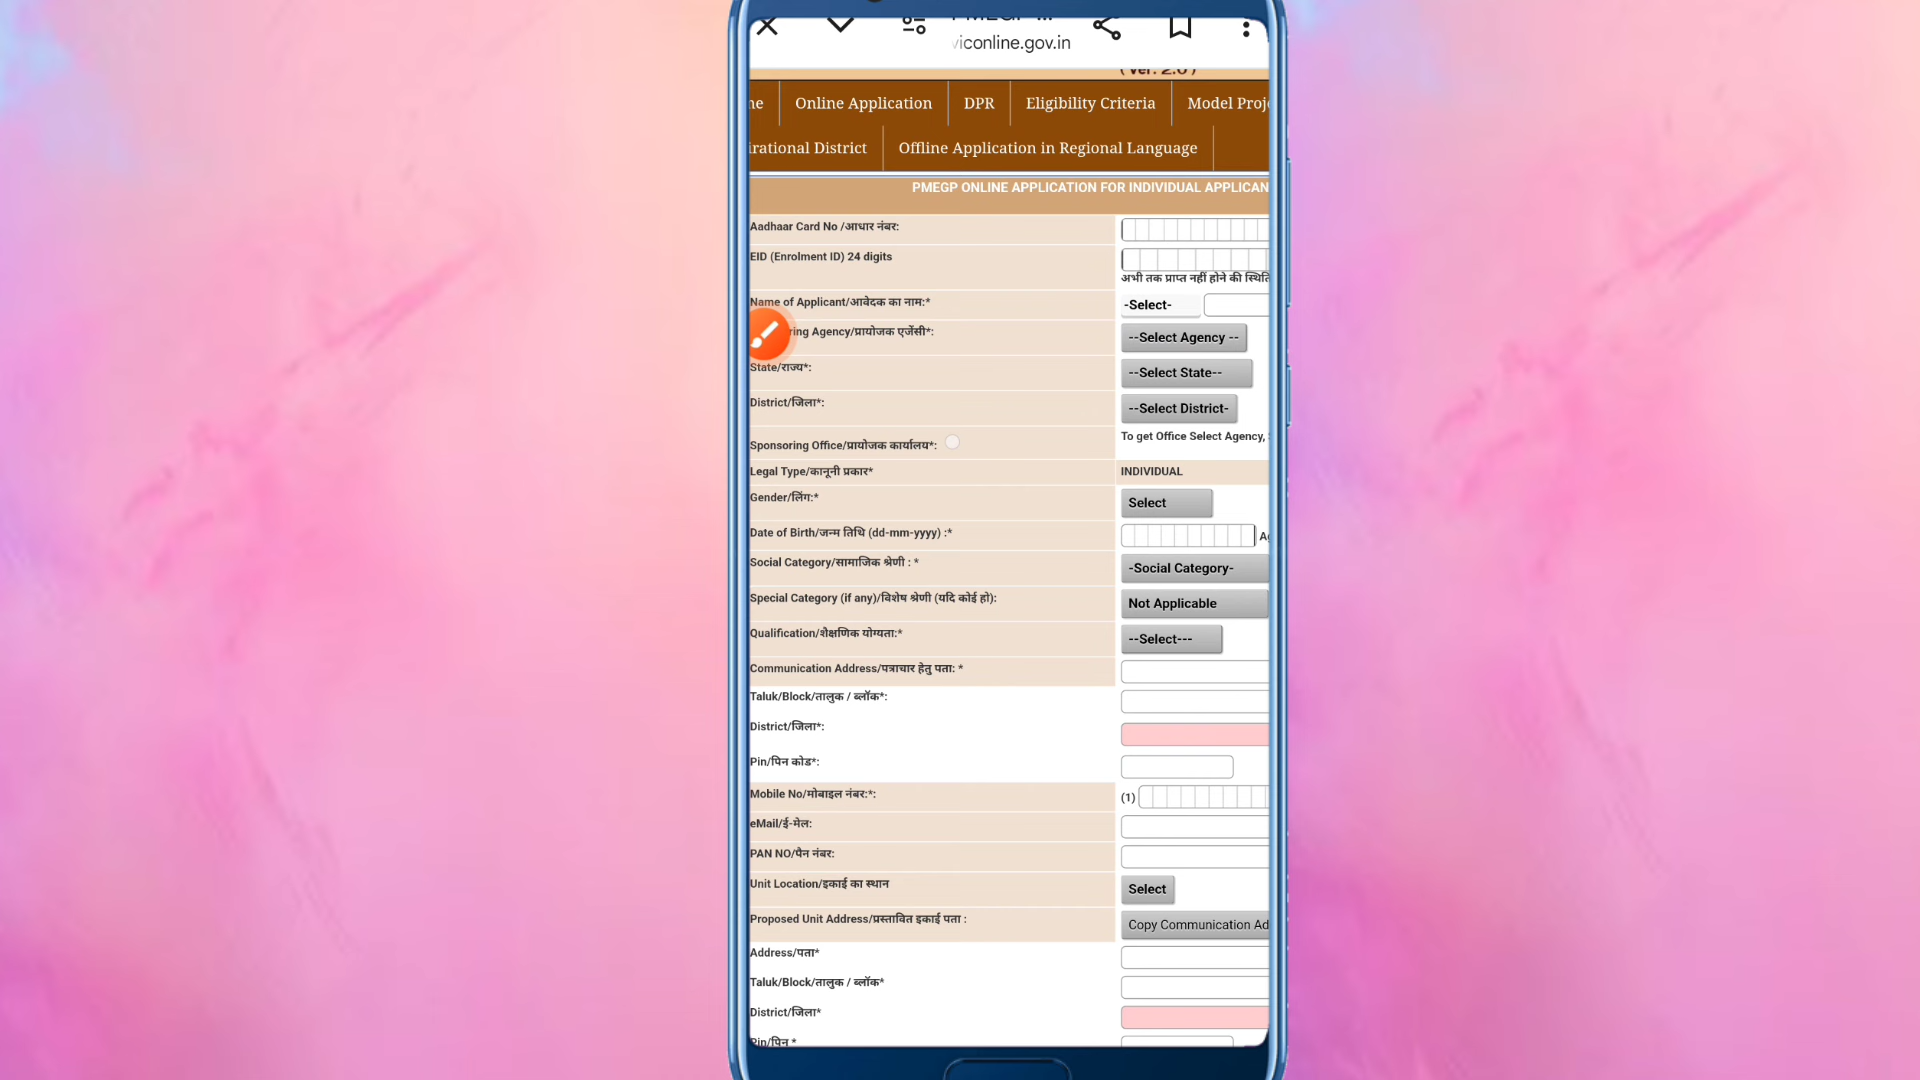 viconline.gov.in
( Ver. 2.0 )
Online Application DPR Eligibility Criteria Model
District Offline Application in Regional Language
PMEGP ONLINE APPLICATION FOR INDIVIDUAL
Aadhaar Card No /आधार नंबर:
EID (Enrolment ID) 24 digits
अभी तक प्राप्त नहीं होने की
Name of Applicant/आवेदक का नाम:* -Select-
ring Agency/प्रायोजक एजेंसी*: --Select Agency --
State/राज्य*: --Select State--
District/जिला*: --Select District-
Sponsoring Office/प्रायोजक कार्यालय*: To get Office Select Agency,
Legal Type/कानूनी प्रकार* INDIVIDUAL
Gender/लिंग:* Select
Date of Birth/जन्म तिथि (dd-mm-yyyy) :*
Social Category/सामाजिक श्रेणी : * -Social Category-
Special Category (if any)/विशेष श्रेणी (यदि कोई हो): Not Applicable
Qualification/शैक्षणिक योग्यता:* --Select---
Communication Address/पत्राचार हेतु पता: *
Taluk/Block/तालुक / ब्लॉक*:
District/जिला*:
Pin/पिन कोड*:
Mobile No/मोबाइल नंबर:*: (1)
eMail/ई-मेल:
PAN NO/पैन नंबर:
Unit Location/इकाई का स्थान Select
Proposed Unit Address/प्रस्तावित इकाई पता : Copy Communication Ad
Address/पता*
Taluk/Block/तालुक / ब्लॉक*
District/जिला*
Pin/पिन *